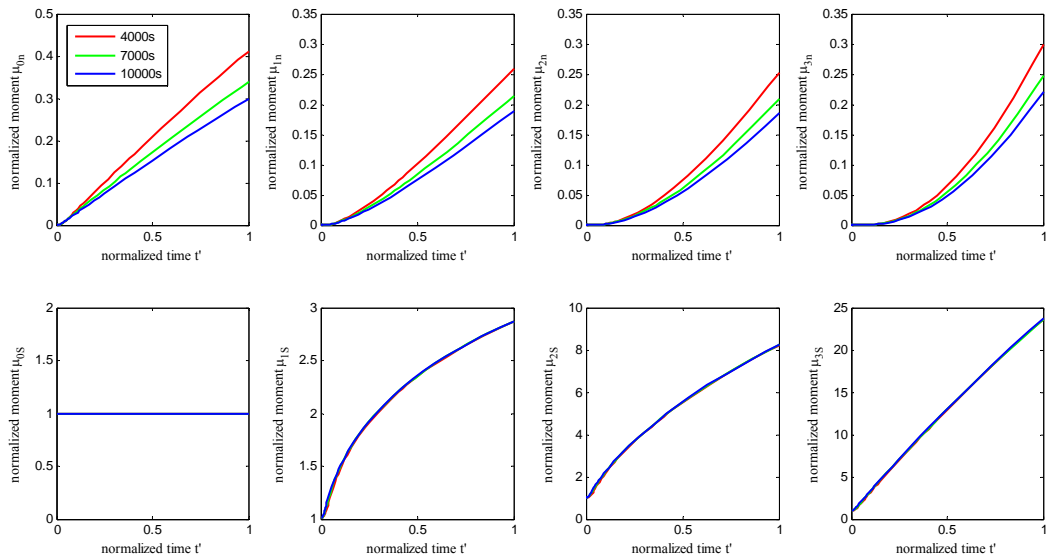 normalized moment μ0n
0.5
0.4
0.3
0.2
0.1
0
4000s
7000s
10000s
0 0.5 1
normalized time t'
normalized moment μ1n
0.35
0.3
0.25
0.2
0.15
0.1
0.05
0
0 0.5 1
normalized time t'
normalized moment μ2n
0.35
0.3
0.25
0.2
0.15
0.1
0.05
0
0 0.5 1
normalized time t'
normalized moment μ3n
0.35
0.3
0.25
0.2
0.15
0.1
0.05
0
0 0.5 1
normalized time t'
normalized moment μ0S
2
1.5
1
0.5
0
0 0.5 1
normalized time t'
normalized moment μ1S
3
2.5
2
1.5
1
0 0.5 1
normalized time t'
normalized moment μ2S
10
8
6
4
2
0
0 0.5 1
normalized time t'
normalized moment μ3S
25
20
15
10
5
0
0 0.5 1
normalized time t'